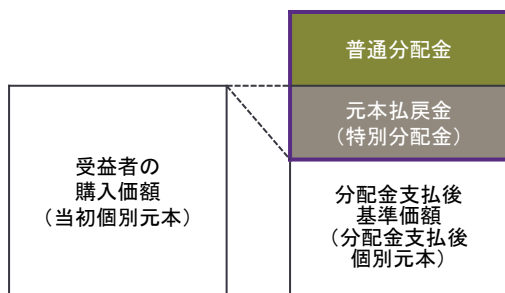 普通分配金
元本払戻金
（特別分配金）
受益者の
購入価額
（当初個別元本）
分配金支払後
基準価額
（分配金支払後
個別元本）